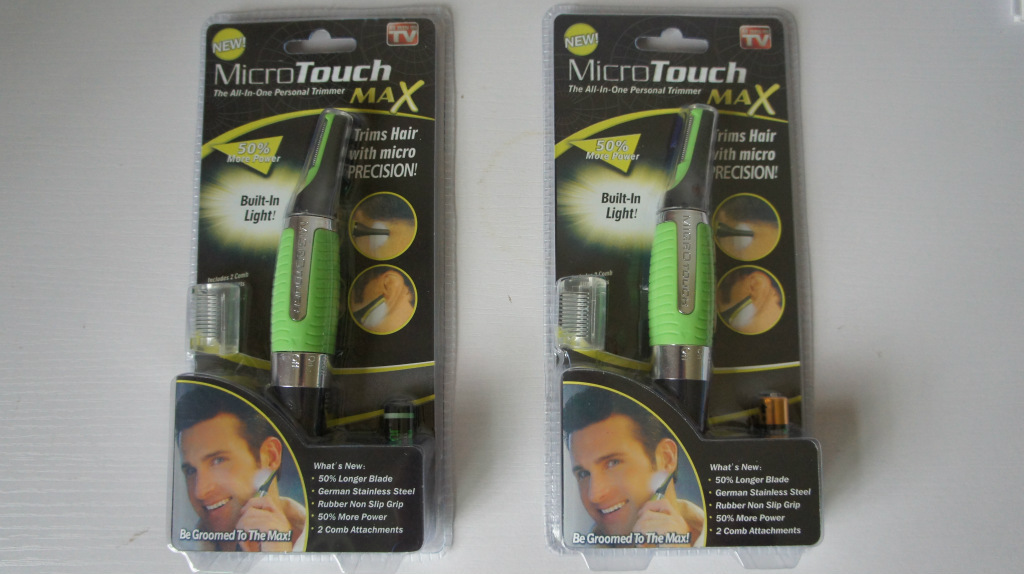 NEW!
TV
MicroTouch
The All-In-One Personal Trimmer
MAX
50%
More Power
Trims Hair
with micro
PRECISION!
Built-In
Light!
Includes 2 Comb
What's New:
• 50% Longer Blade
• German Stainless Steel
• Rubber Non Slip Grip
• 50% More Power
• 2 Comb Attachments
Be Groomed To The Max!
NEW!
TV
MicroTouch
The All-In-One Personal Trimmer
MAX
50%
More Power
Trims Hair
with micro
PRECISION!
Built-In
Light!
MICRO TOUCH
What's New:
• 50% Longer Blade
• German Stainless Steel
• Rubber Non Slip Grip
• 50% More Power
• 2 Comb Attachments
Be Groomed To The Max!